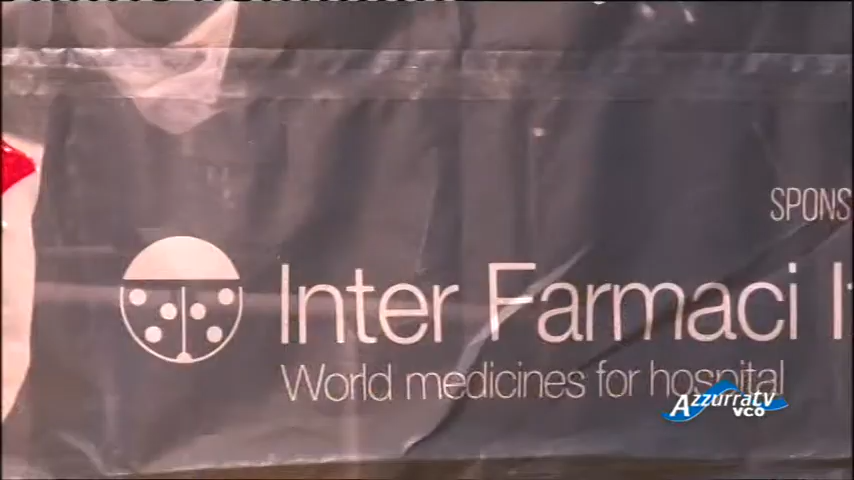 SPONS
Inter Farmaci I
World medicines for hospital
Azzurratv
VCO